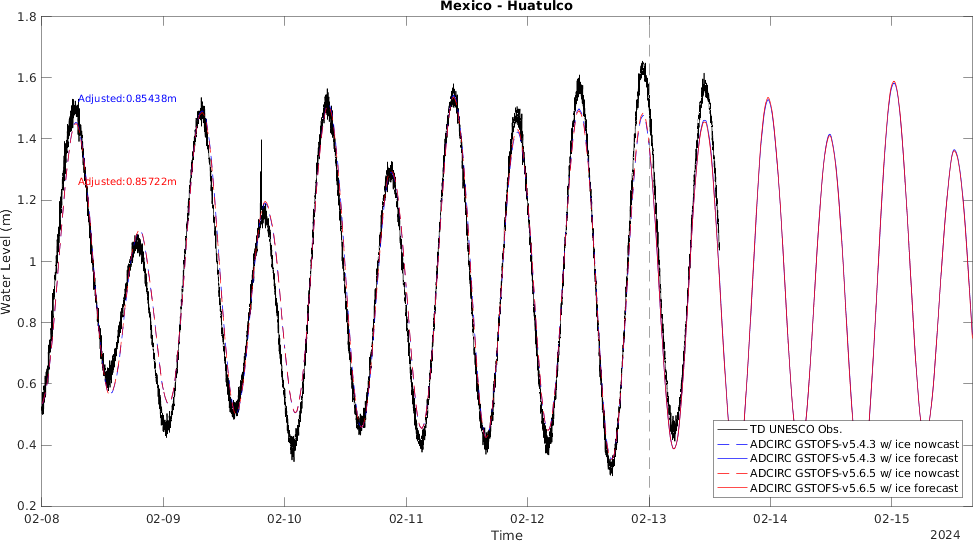 Mexico - Huatulco
Water Level (m)
1.8
1.6
1.4
1.2
1
0.8
0.6
0.4
0.2
Adjusted:0.85438m
Adjusted:0.85722m
TD UNESCO Obs.
ADCIRC GSTOFS-v5.4.3 w/ ice nowcast
ADCIRC GSTOFS-v5.4.3 w/ ice forecast
ADCIRC GSTOFS-v5.6.5 w/ ice nowcast
ADCIRC GSTOFS-v5.6.5 w/ ice forecast
02-08 02-09 02-10 02-11 02-12 02-13 02-14 02-15
Time
2024